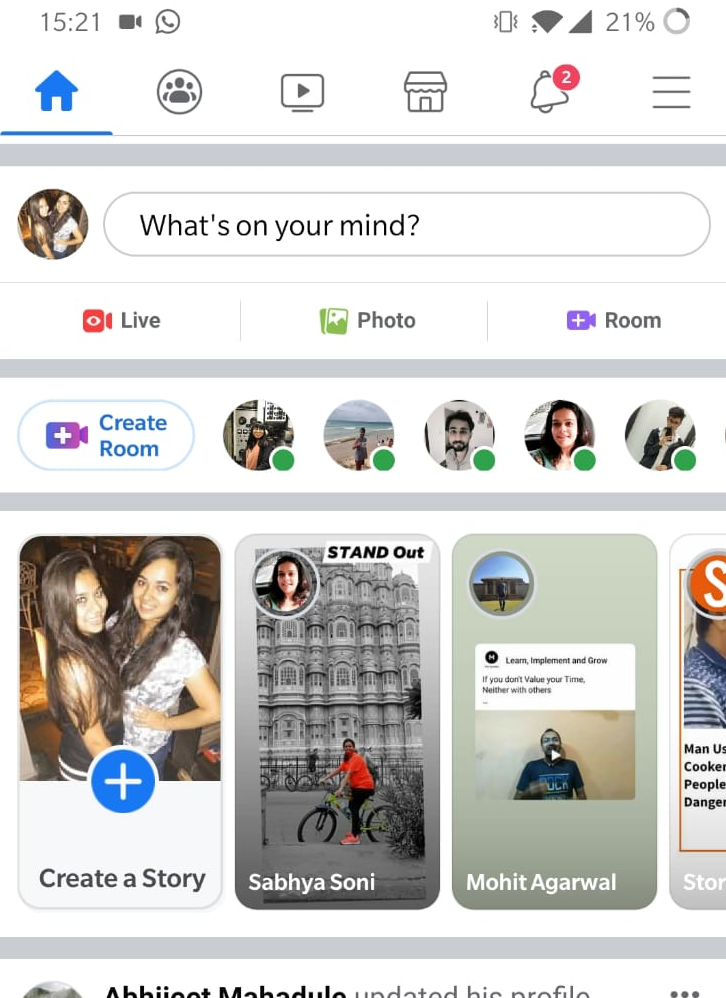 15:21
21%
2
What's on your mind?
Live
Photo
Room
Create
Room
STAND Out
Learn, Implement and Grow
If you don't Value your Time,
Neither with others
...
Man Us
Cooker
People
Danger
Create a Story
Sabhya Soni
Mohit Agarwal
Stor
Abhijeet Mahadule updated his profile